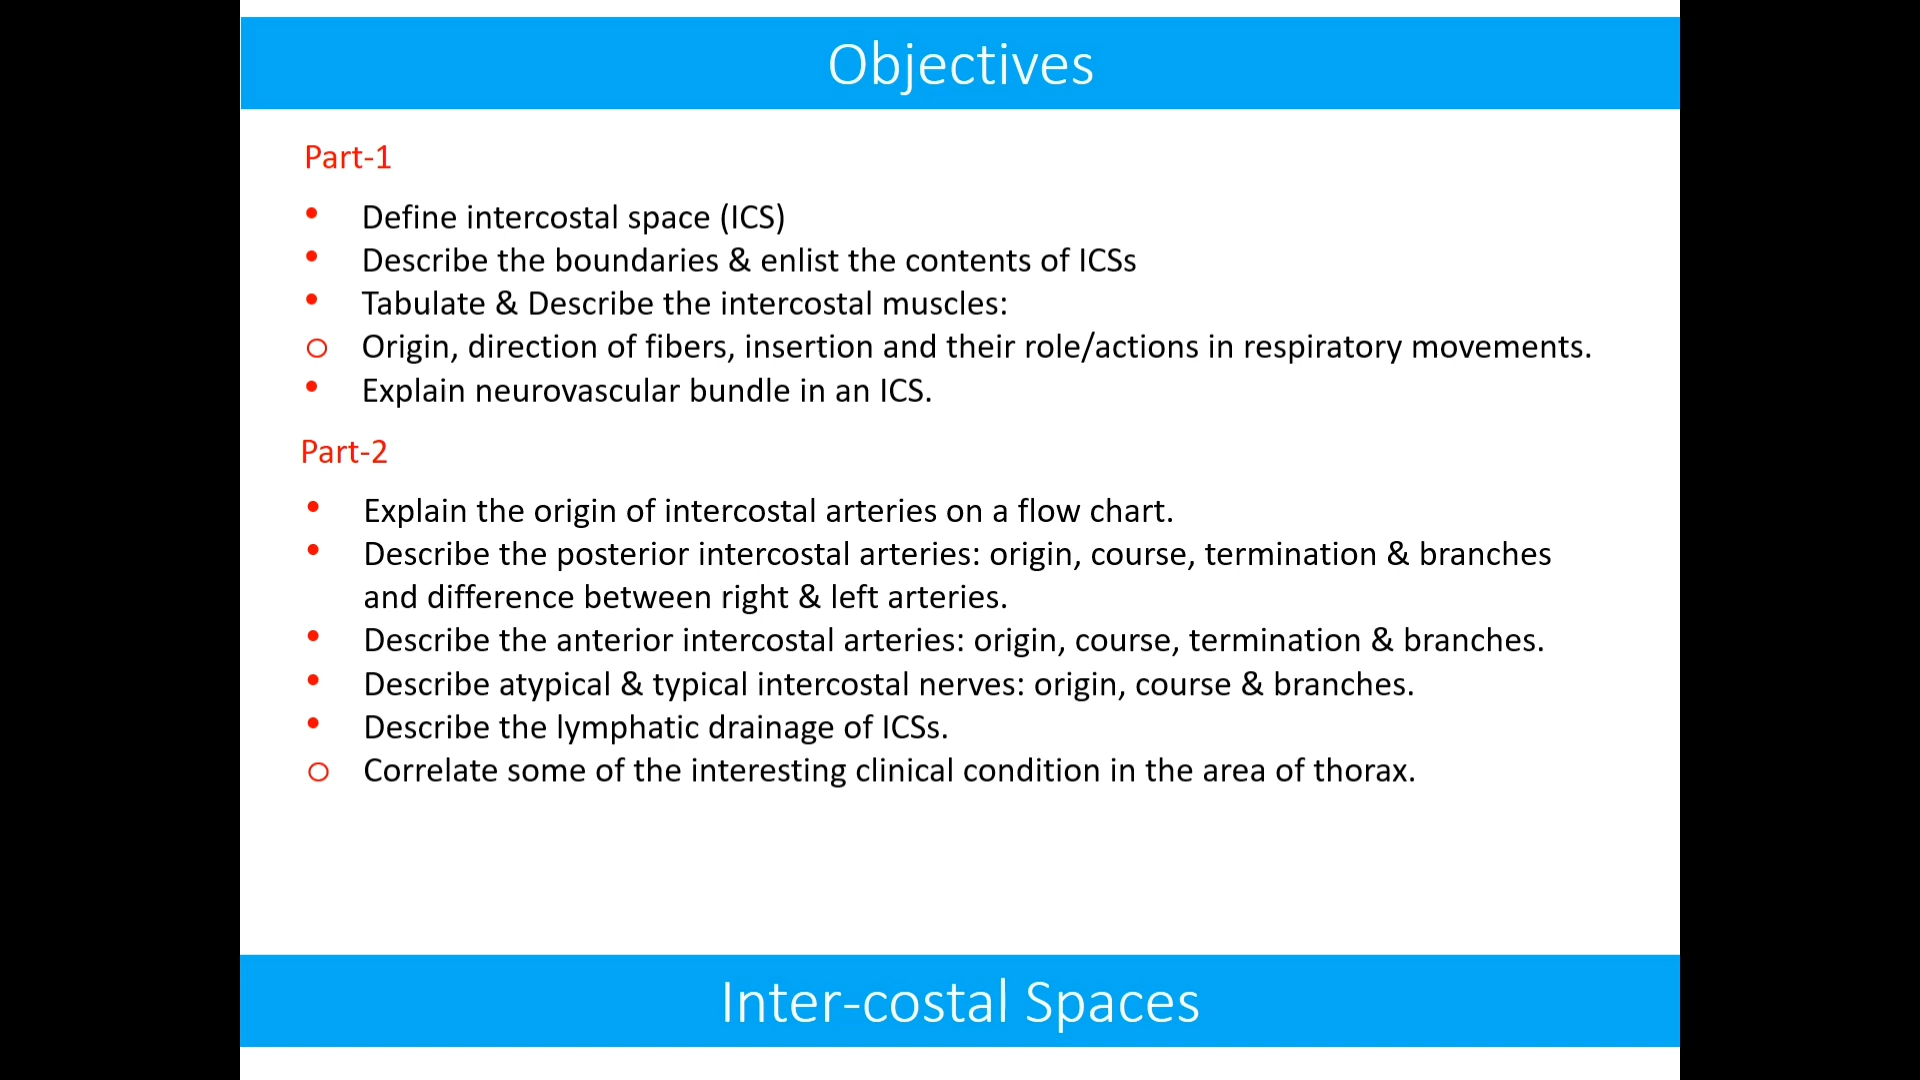 Objectives
Part-1
• Define intercostal space (ICS)
• Describe the boundaries & enlist the contents of ICSs
• Tabulate & Describe the intercostal muscles:
o Origin, direction of fibers, insertion and their role/actions in respiratory movements.
• Explain neurovascular bundle in an ICS.
Part-2
• Explain the origin of intercostal arteries on a flow chart.
• Describe the posterior intercostal arteries: origin, course, termination & branches
and difference between right & left arteries.
• Describe the anterior intercostal arteries: origin, course, termination & branches.
• Describe atypical & typical intercostal nerves: origin, course & branches.
• Describe the lymphatic drainage of ICSs.
o Correlate some of the interesting clinical condition in the area of thorax.
Inter-costal Spaces